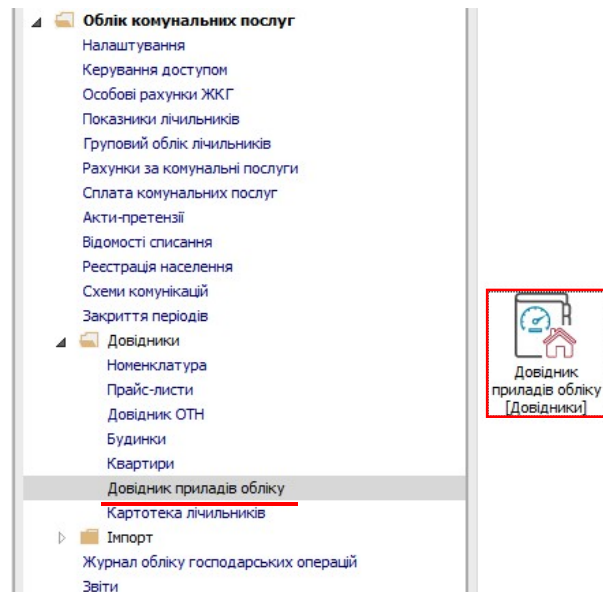 Облік комунальних послуг
Налаштування
Керування доступом
Особові рахунки ЖКГ
Показники лічильників
Груповий облік лічильників
Рахунки за комунальні послуги
Сплата комунальних послуг
Акти-претензії
Відомості списання
Реєстрація населення
Схеми комунікацій
Закриття періодів
Довідники
Номенклатура
Прайс-листи
Довідник ОТН
Будинки
Квартири
Довідник приладів обліку
Картотека лічильників
Імпорт
Журнал обліку господарських операцій
Звіти
Довідник
приладів обліку
[Довідники]